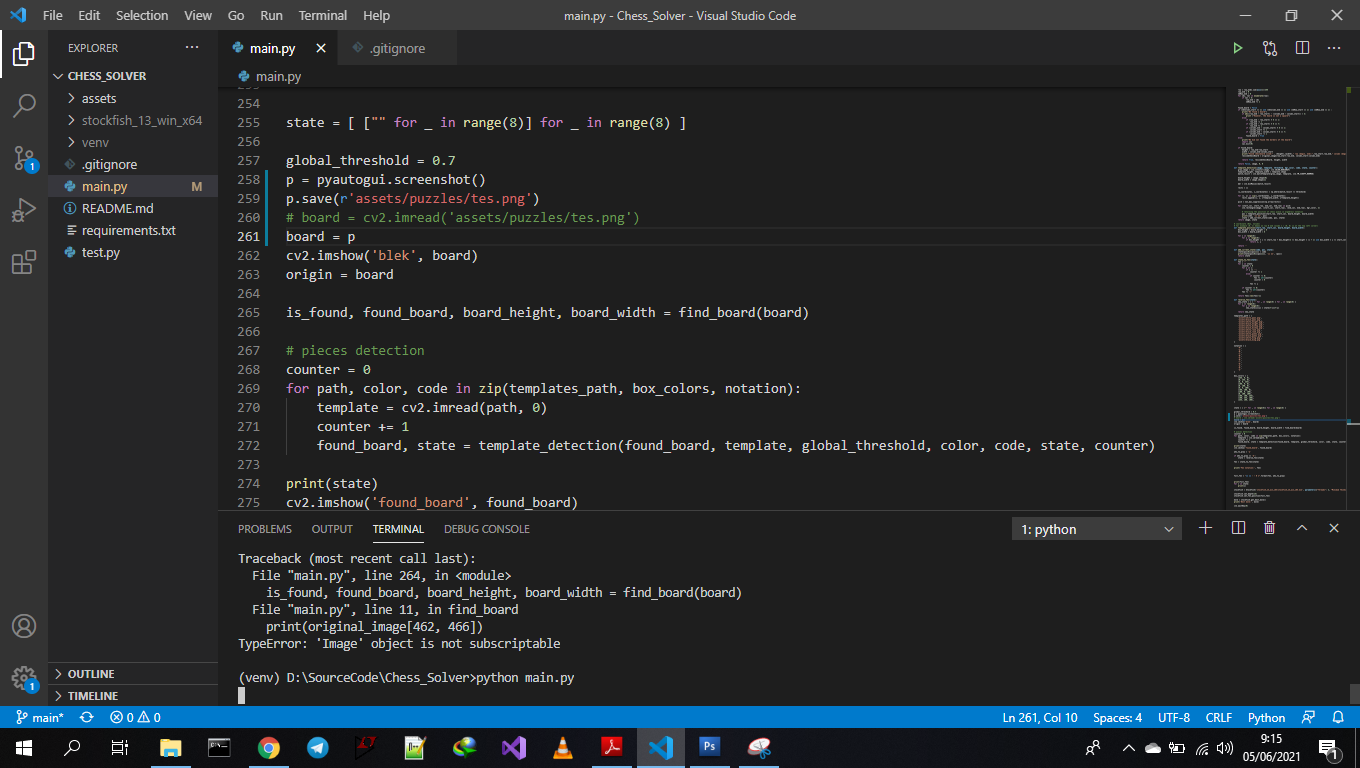 File Edit Selection View Go Run Terminal Help main.py - Chess_Solver - Visual Studio Code
EXPLORER ···
CHESS_SOLVER
assets
stockfish_13_win_x64
venv
.gitignore
main.py M
README.md
requirements.txt
test.py
OUTLINE
TIMELINE
main.py .gitignore
main.py
254
255 state = [ ["" for _ in range(8)] for _ in range(8) ]
256
257 global_threshold = 0.7
258 p = pyautogui.screenshot()
259 p.save(r'assets/puzzles/tes.png')
260 # board = cv2.imread('assets/puzzles/tes.png')
261 board = p
262 cv2.imshow('blek', board)
263 origin = board
264
265 is_found, found_board, board_height, board_width = find_board(board)
266
267 # pieces detection
268 counter = 0
269 for path, color, code in zip(templates_path, box_colors, notation):
270 template = cv2.imread(path, 0)
271 counter += 1
272 found_board, state = template_detection(found_board, template, global_threshold, color, code, state, counter)
273
274 print(state)
275 cv2.imshow('found_board', found_board)
PROBLEMS OUTPUT TERMINAL DEBUG CONSOLE 1: python
Traceback (most recent call last):
File "main.py", line 264, in <module>
is_found, found_board, board_height, board_width = find_board(board)
File "main.py", line 11, in find_board
print(original_image[462, 466])
TypeError: 'Image' object is not subscriptable
(venv) D:\SourceCode\Chess_Solver>python main.py
main* 0 0 Ln 261, Col 10 Spaces: 4 UTF-8 CRLF Python
9:15
05/06/2021